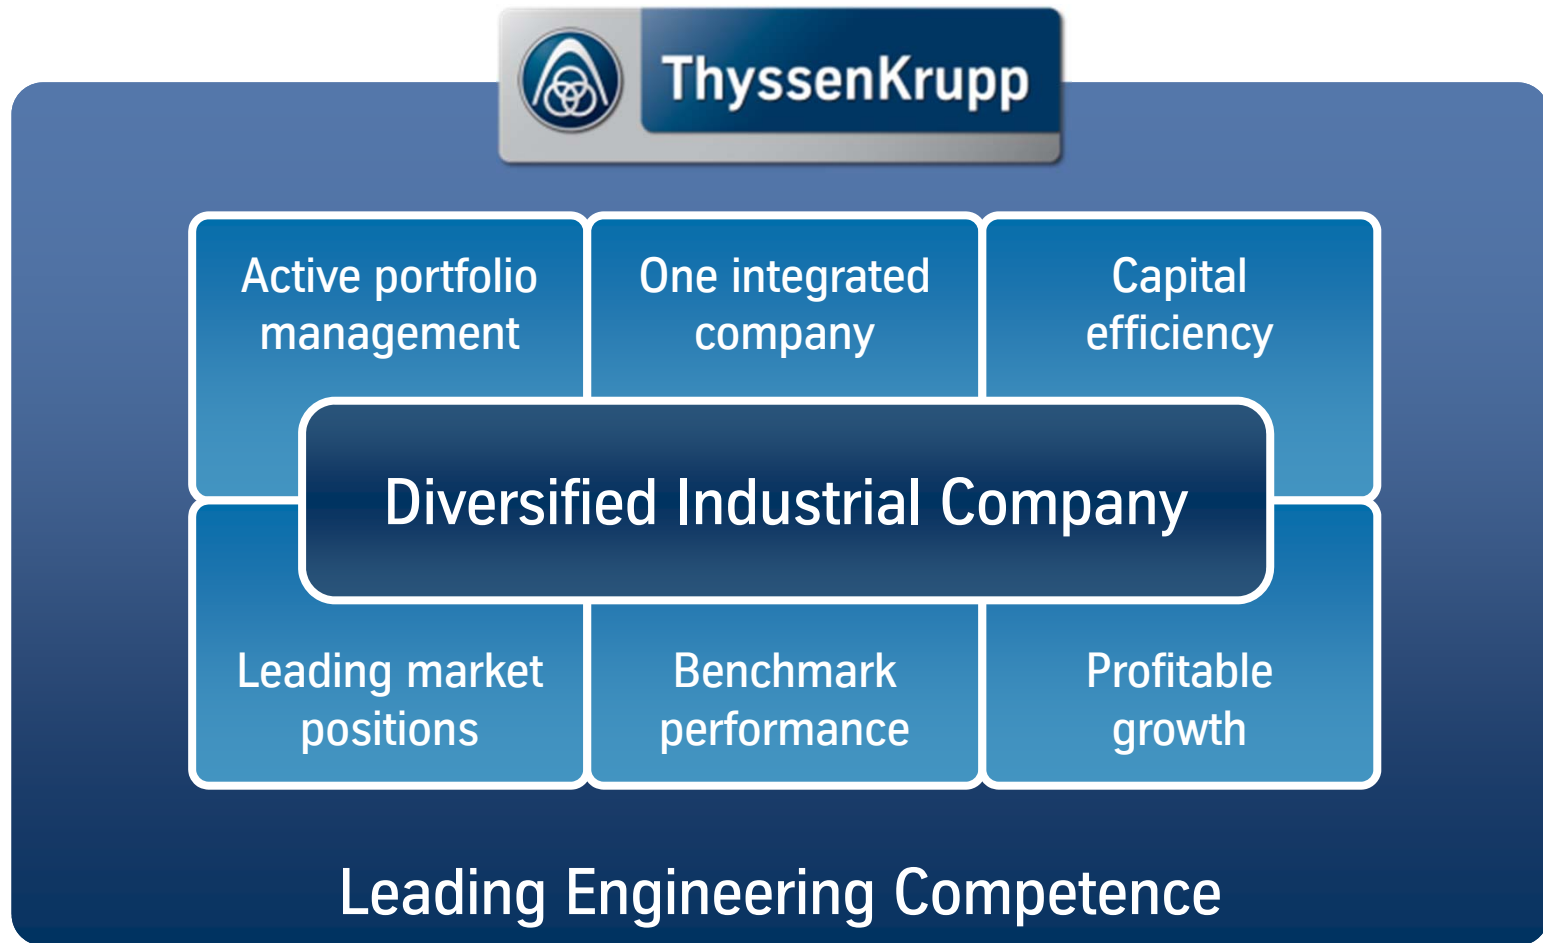 ThyssenKrupp
Active portfolio
management
One integrated
company
Capital
efficiency
Diversified Industrial Company
Leading market
positions
Benchmark
performance
Profitable
growth
Leading Engineering Competence